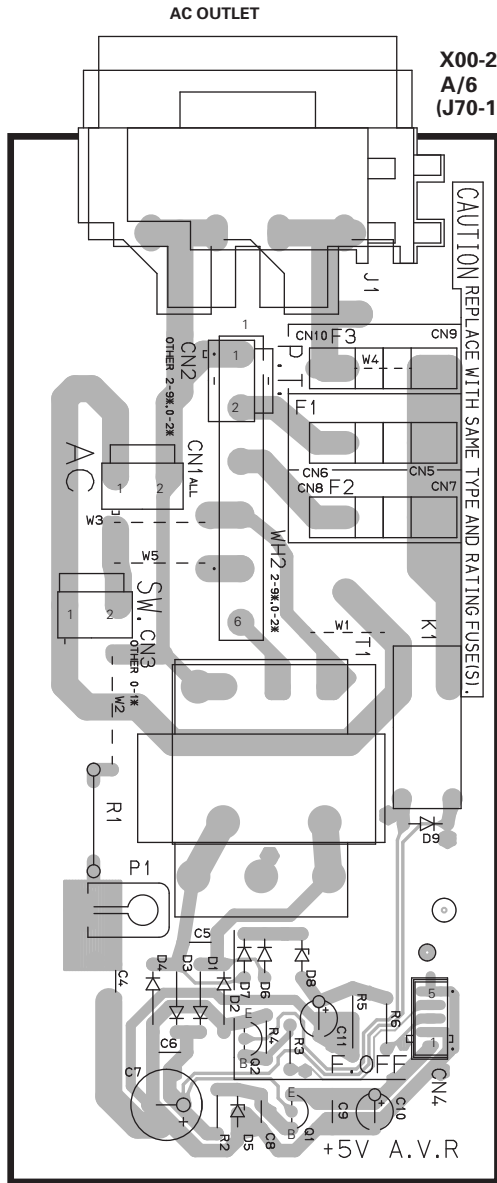 AC OUTLET
X00-2
A/6
(J70-1
CAUTION REPLACE WITH SAME TYPE AND RATING FUSE(S).
J1
1
CN10 F3 CN9
CN2
OTHER 2-9※.0-2※
1
P.T.
W4
2
F1
AC
CN1 ALL
CN6 CN5
CN8 F2 CN7
1 2
W3
WH2 2-9※.0-2※
W5
SW.CN3
OTHER 0-1※
1 2
6
W1
K1
T1
W2
R1
D9
P1
C5
C4
D4
D3
D1
D2
D7
D6
D8
E
R4
C11
R5
R6
5
C6
B
Q2
R3
F.OFF
1
CN4
C7
E
R2
D5
C8
B
Q1
C9
C10
+5V A.V.R